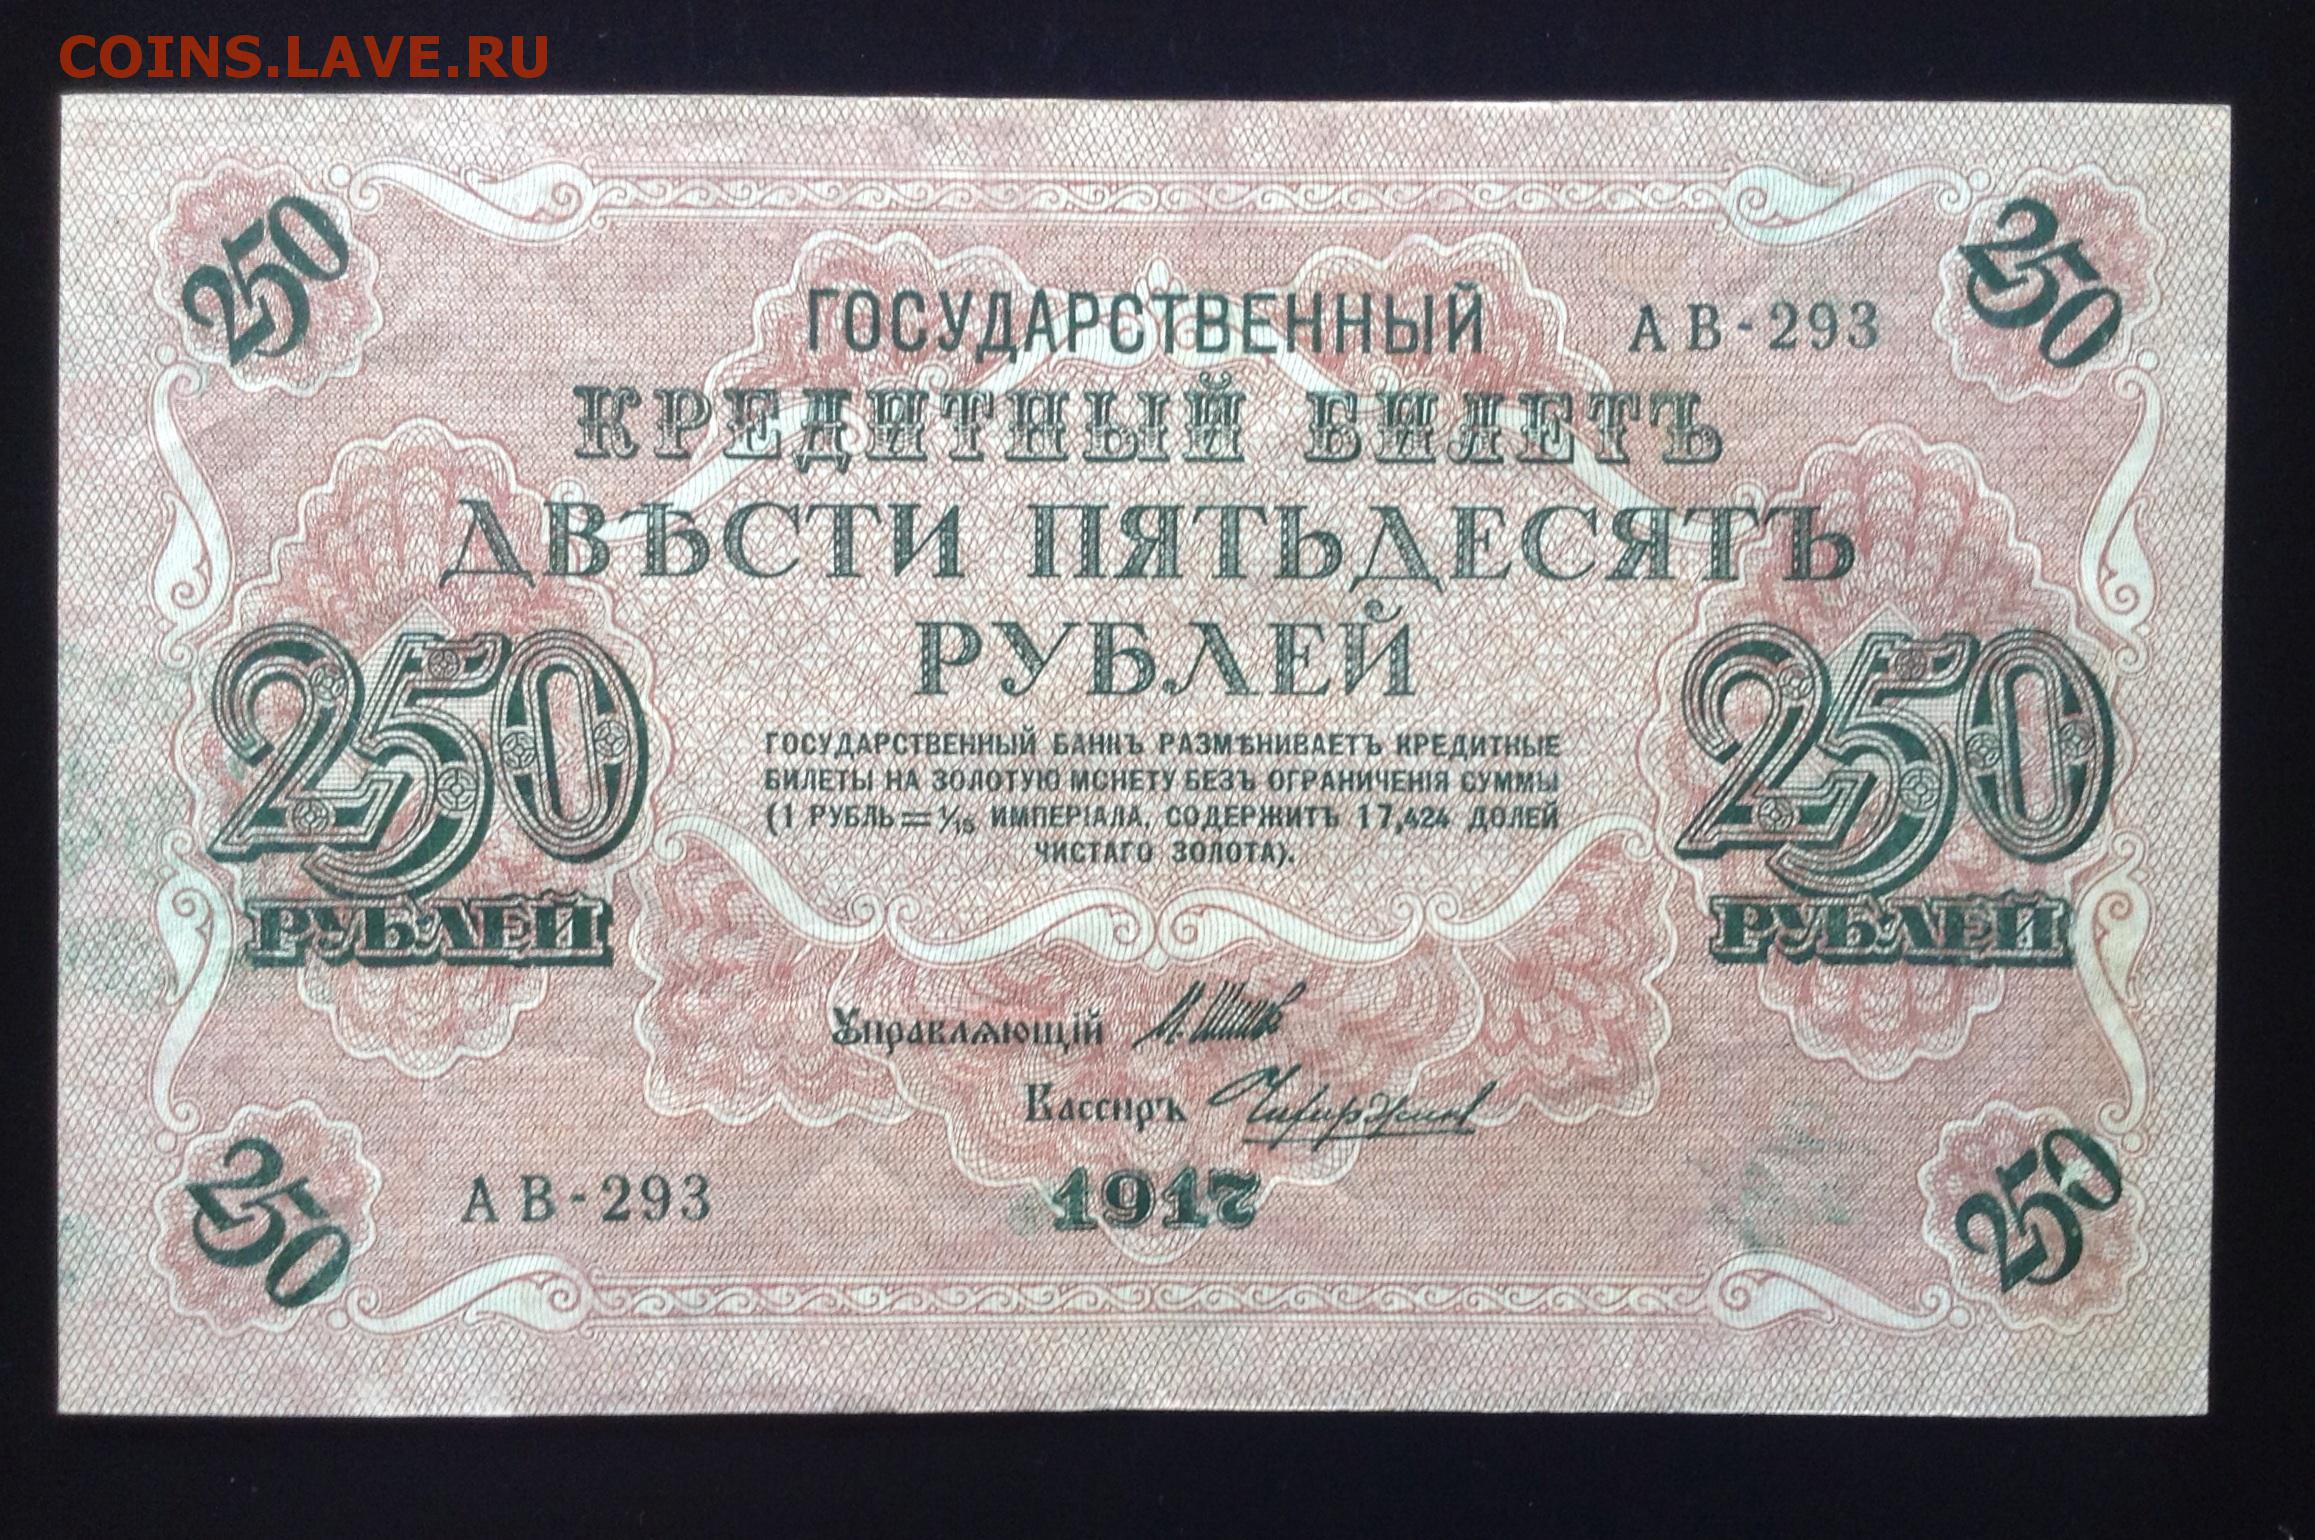 COINS.LAVE.RU
250
250
ГОСУДАРСТВЕННЫЙ АВ-293
КРЕДИТНЫЙ БИЛЕТЪ
ДВѢСТИ ПЯТЬДЕСЯТЪ
РУБЛЕЙ
250 РУБЛЕЙ
250 РУБЛЕЙ
ГОСУДАРСТВЕННЫЙ БАНКЪ РАЗМѢНИВАЕТЪ КРЕДИТНЫЕ
БИЛЕТЫ НА ЗОЛОТУЮ МОНЕТУ БЕЗЪ ОГРАНИЧЕНІЯ СУММЫ
(1 РУБЛЬ = 1/15 ИМПЕРІАЛА, СОДЕРЖИТЪ 17,424 ДОЛЕЙ
ЧИСТАГО ЗОЛОТА).
Управляющій И. Шипов
Кассиръ Чихиржин
АВ-293
1917
250
250